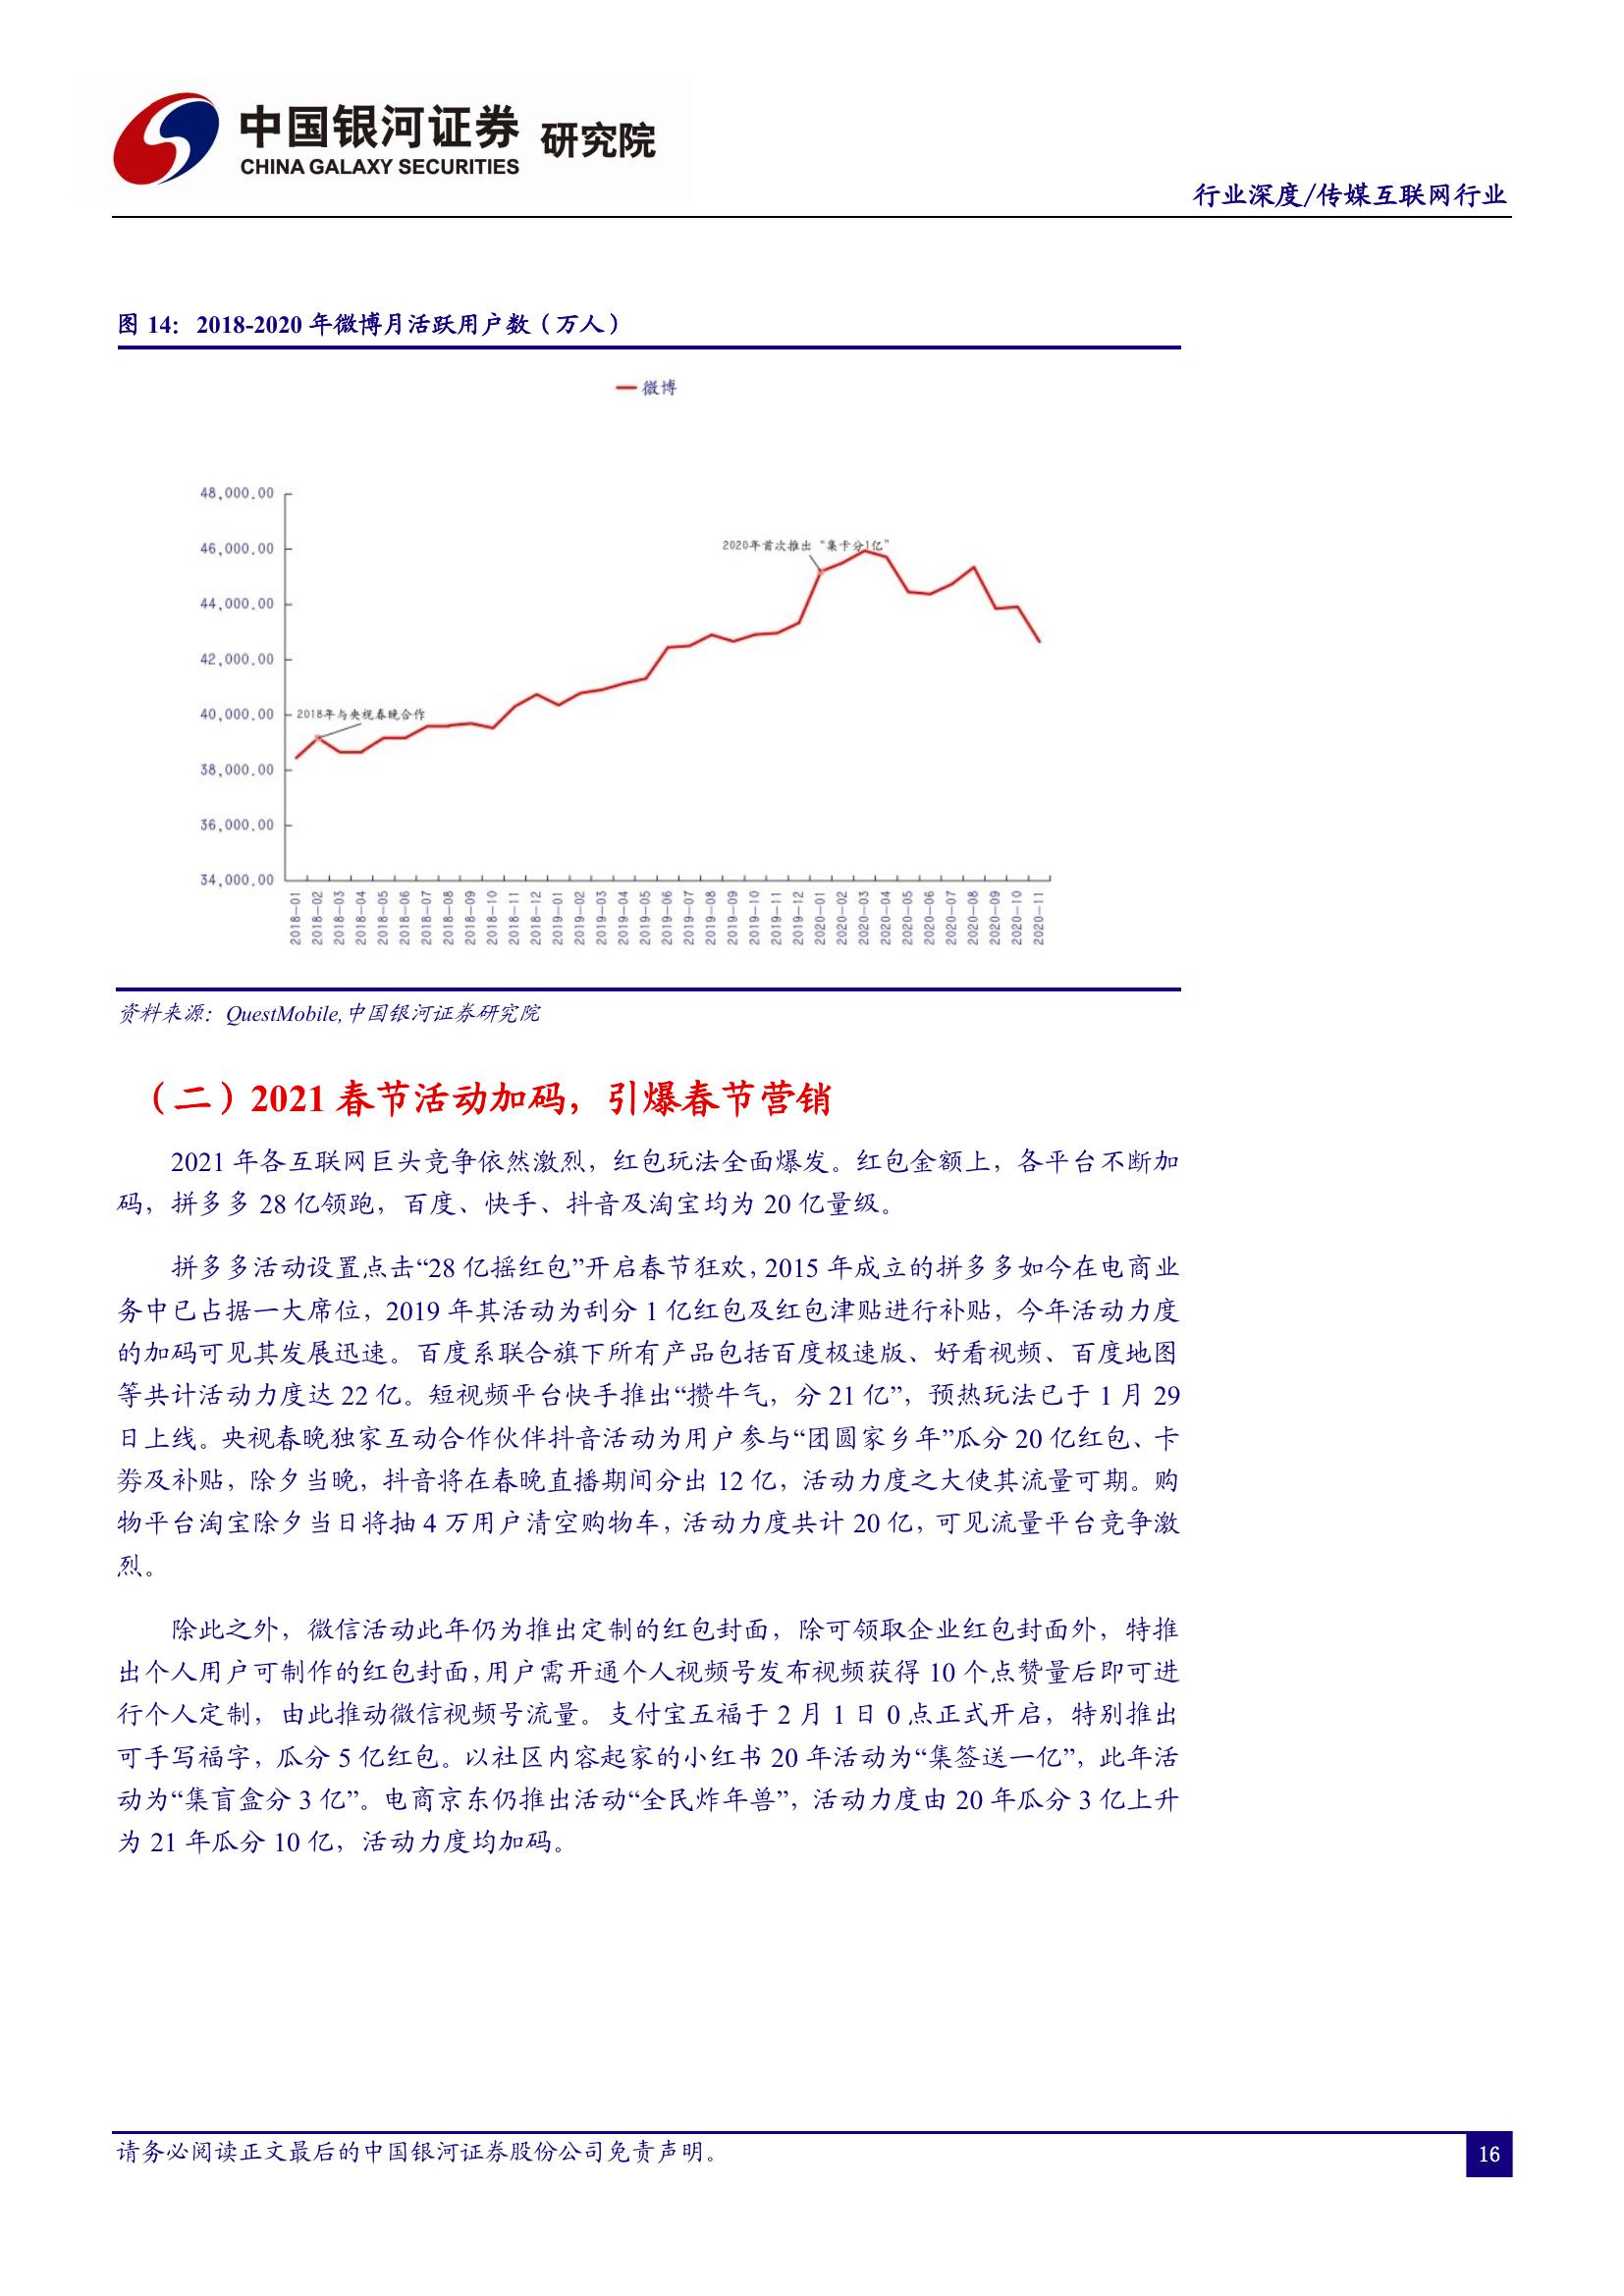 中国银河证券 研究院
CHINA GALAXY SECURITIES
行业深度/传媒互联网行业
图 14：2018-2020 年微博月活跃用户数（万人）
微博
48,000.00
46,000.00
44,000.00
42,000.00
40,000.00
38,000.00
36,000.00
34,000.00
2020年首次推出“集卡分1亿”
2018年与央视春晚合作
2018-01
2018-02
2018-03
2018-04
2018-05
2018-06
2018-07
2018-08
2018-09
2018-10
2018-11
2018-12
2019-01
2019-02
2019-03
2019-04
2019-05
2019-06
2019-07
2019-08
2019-09
2019-10
2019-11
2019-12
2020-01
2020-02
2020-03
2020-04
2020-05
2020-06
2020-07
2020-08
2020-09
2020-10
2020-11
资料来源：QuestMobile,中国银河证券研究院
（二）2021 春节活动加码，引爆春节营销
2021 年各互联网巨头竞争依然激烈，红包玩法全面爆发。红包金额上，各平台不断加
码，拼多多 28 亿领跑，百度、快手、抖音及淘宝均为 20 亿量级。
拼多多活动设置点击“28 亿摇红包”开启春节狂欢，2015 年成立的拼多多如今在电商业
务中已占据一大席位，2019 年其活动为刮分 1 亿红包及红包津贴进行补贴，今年活动力度
的加码可见其发展迅速。百度系联合旗下所有产品包括百度极速版、好看视频、百度地图
等共计活动力度达 22 亿。短视频平台快手推出“攒牛气，分 21 亿”，预热玩法已于 1 月 29
日上线。央视春晚独家互动合作伙伴抖音活动为用户参与“团圆家乡年”瓜分 20 亿红包、卡
券及补贴，除夕当晚，抖音将在春晚直播期间分出 12 亿，活动力度之大使其流量可期。购
物平台淘宝除夕当日将抽 4 万用户清空购物车，活动力度共计 20 亿，可见流量平台竞争激
烈。
除此之外，微信活动此年仍为推出定制的红包封面，除可领取企业红包封面外，特推
出个人用户可制作的红包封面，用户需开通个人视频号发布视频获得 10 个点赞量后即可进
行个人定制，由此推动微信视频号流量。支付宝五福于 2 月 1 日 0 点正式开启，特别推出
可手写福字，瓜分 5 亿红包。以社区内容起家的小红书 20 年活动为“集签送一亿”，此年活
动为“集盲盒分 3 亿”。电商京东仍推出活动“全民炸年兽”，活动力度由 20 年瓜分 3 亿上升
为 21 年瓜分 10 亿，活动力度均加码。
请务必阅读正文最后的中国银河证券股份公司免责声明。
16